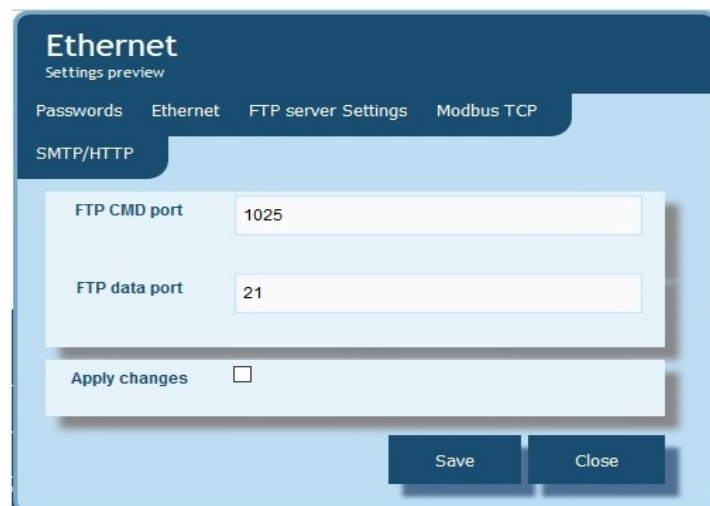 Ethernet
Settings preview
Passwords Ethernet FTP server Settings Modbus TCP
SMTP/HTTP
FTP CMD port 1025
FTP data port 21
Apply changes
Save Close